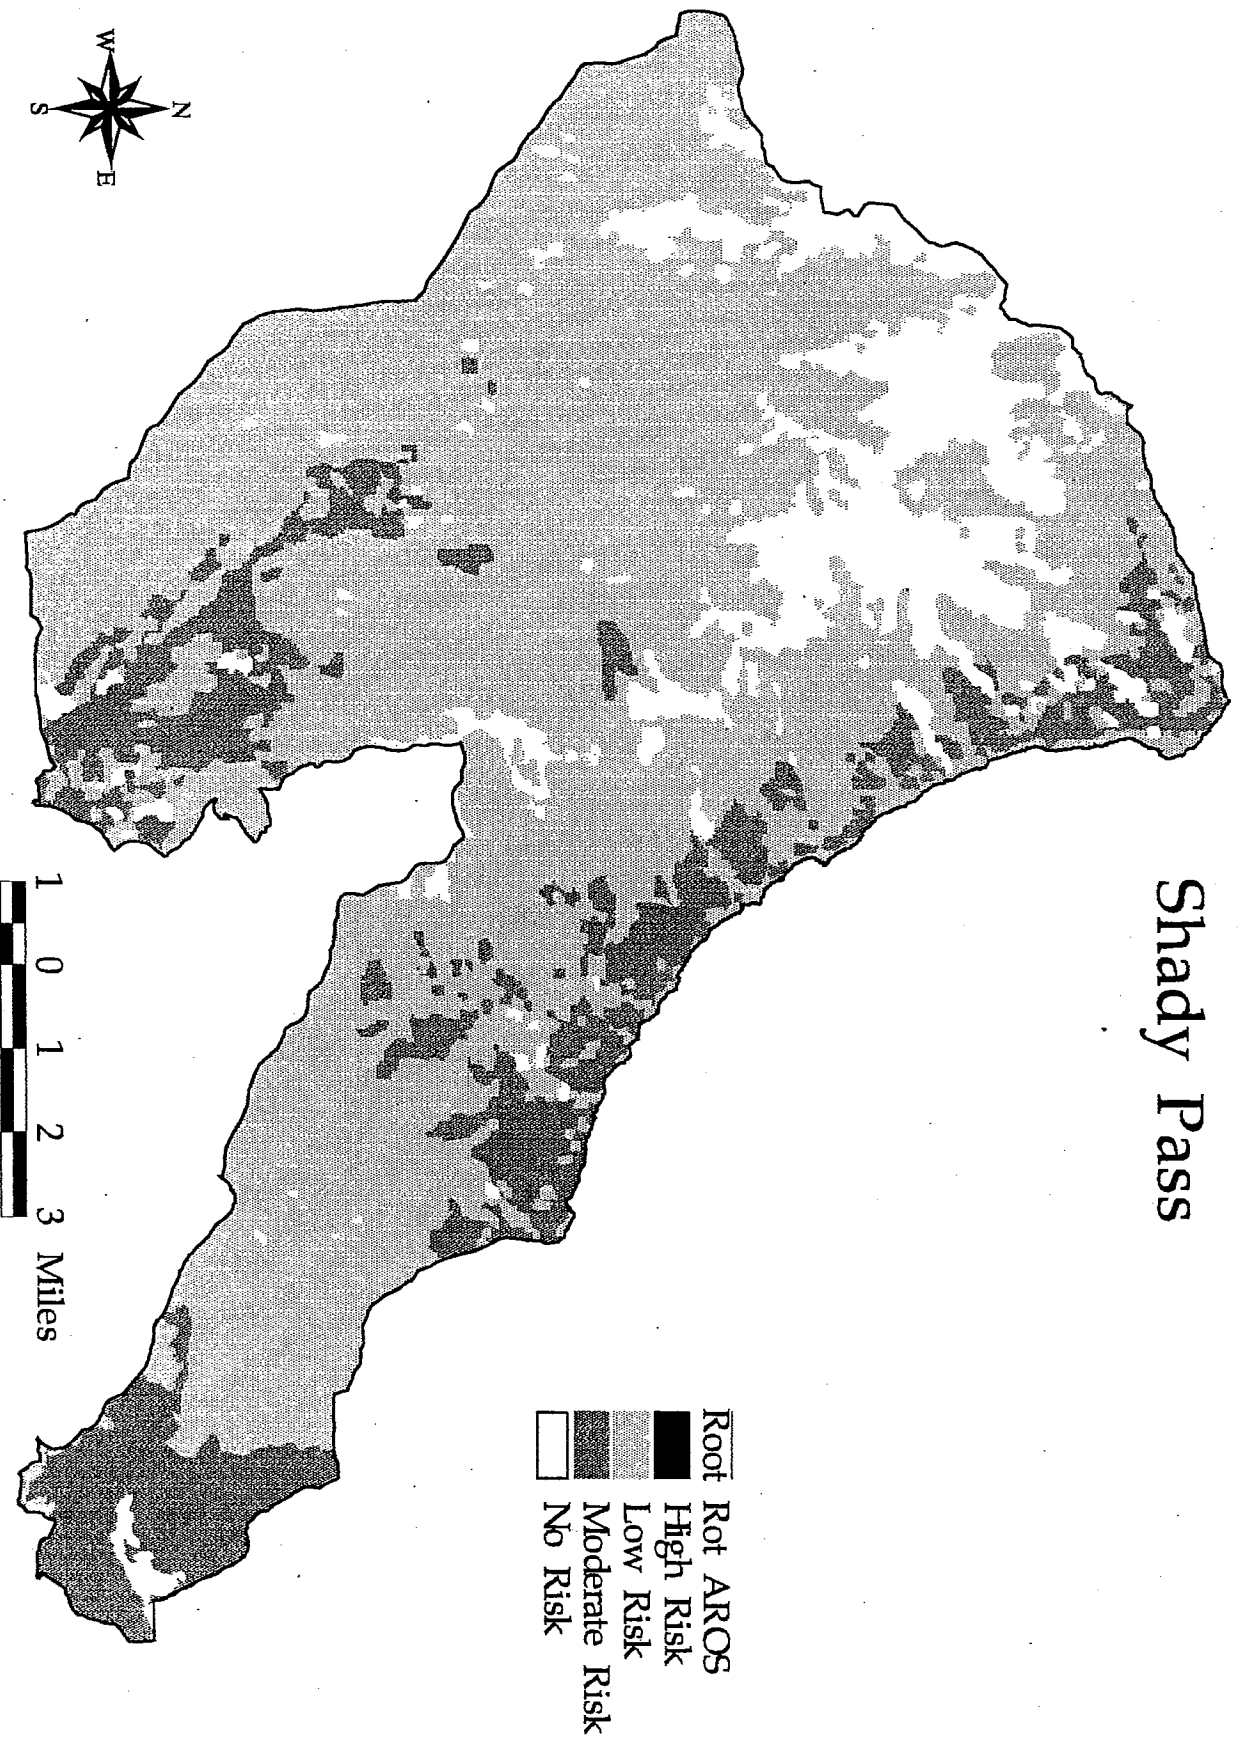 Shady Pass
Root Rot AROS
High Risk
Low Risk
Moderate Risk
No Risk
N
W
E
S
1 0 1 2 3 Miles